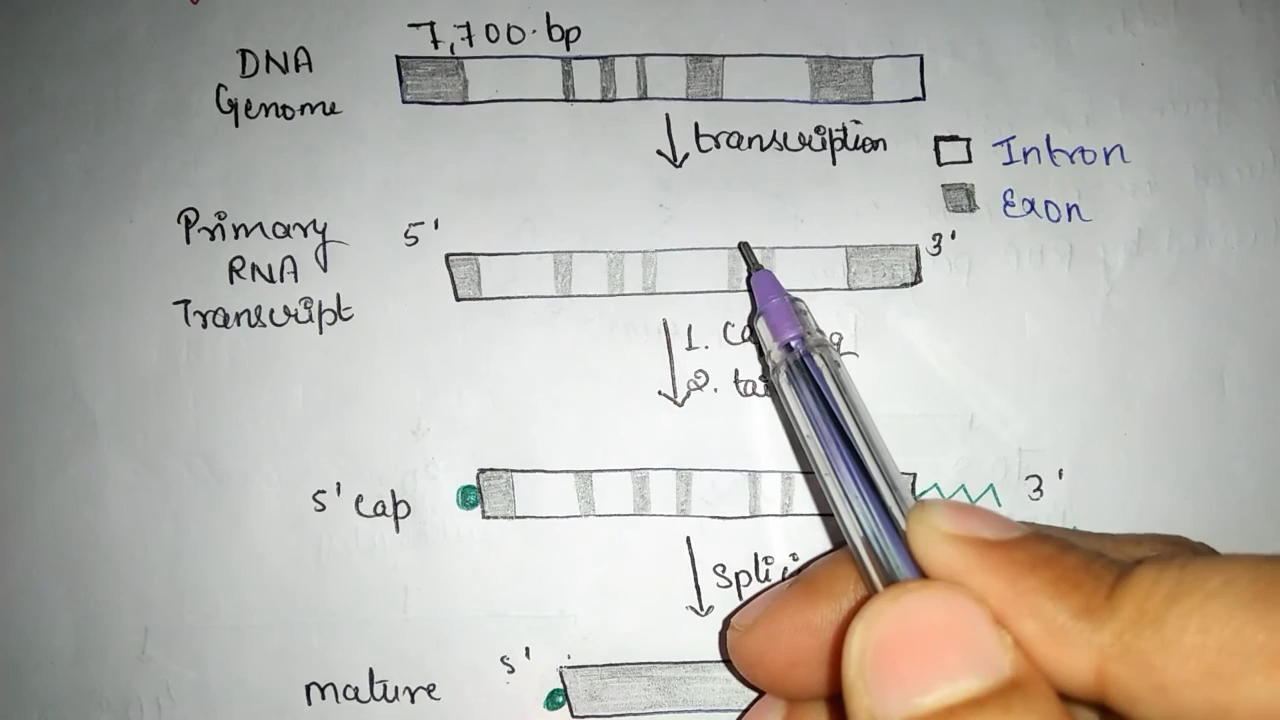 7,700 bp
DNA
Genome
transcription
Intron
Exon
Primary
RNA
Transcript
5'
3'
1.
2.
5' cap
3'
mature
5'